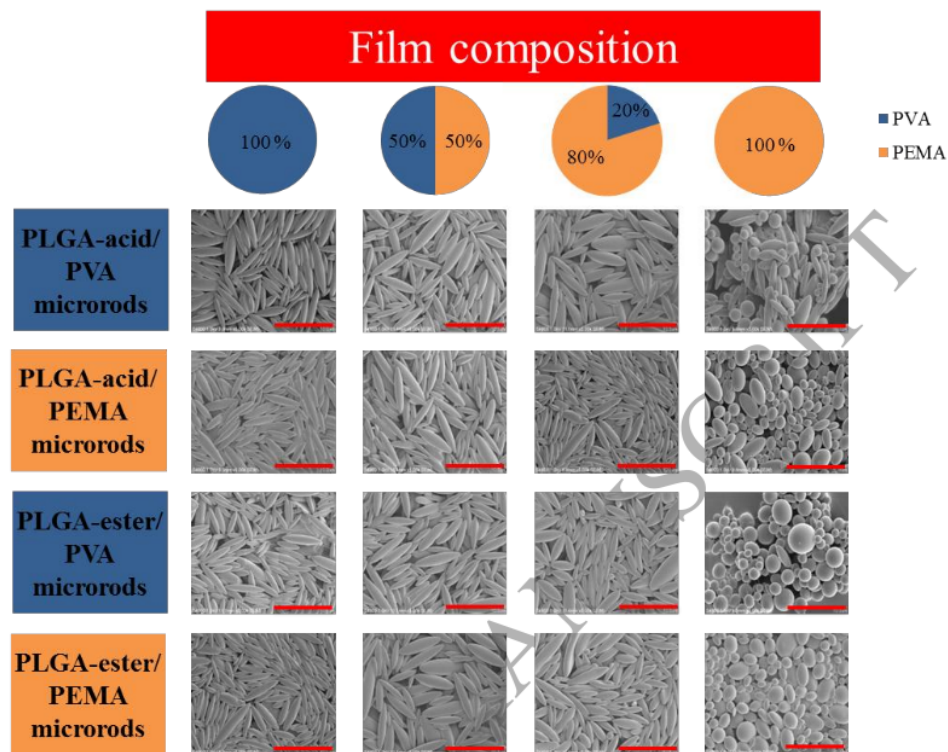 Film composition
100%
50%
50%
20%
80%
100%
PVA
PEMA
PLGA-acid/
PVA
microrods
PLGA-acid/
PEMA
microrods
PLGA-ester/
PVA
microrods
PLGA-ester/
PEMA
microrods